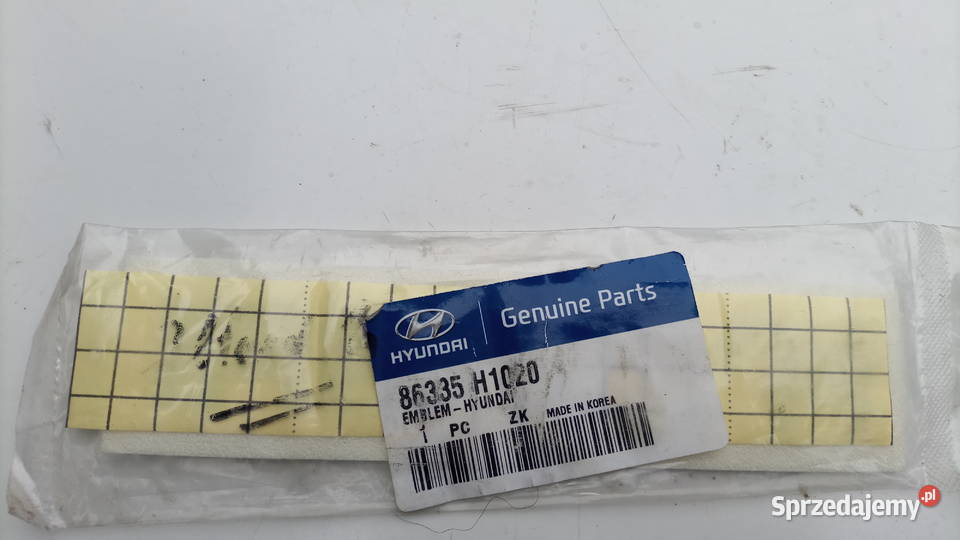 HYUNDAI
Genuine Parts
86335 H1020
EMBLEM-HYUNDAI
1 PC ZK MADE IN KOREA
Sprzedajemy.pl